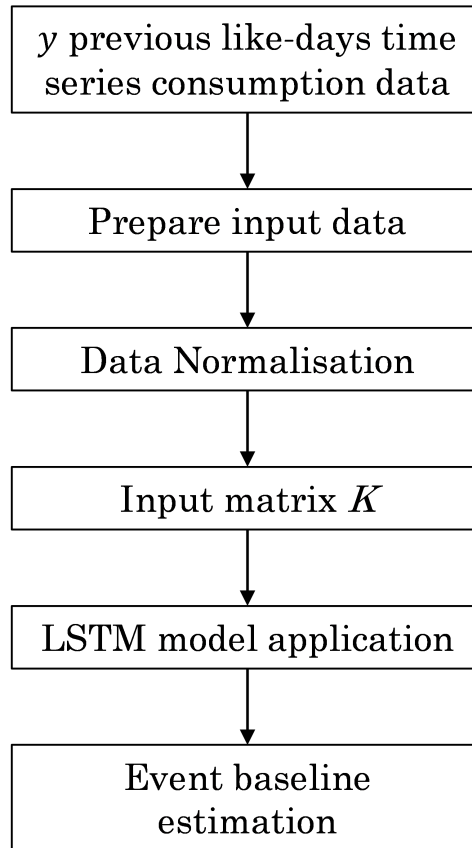 y previous like-days time
series consumption data
Prepare input data
Data Normalisation
Input matrix K
LSTM model application
Event baseline
estimation